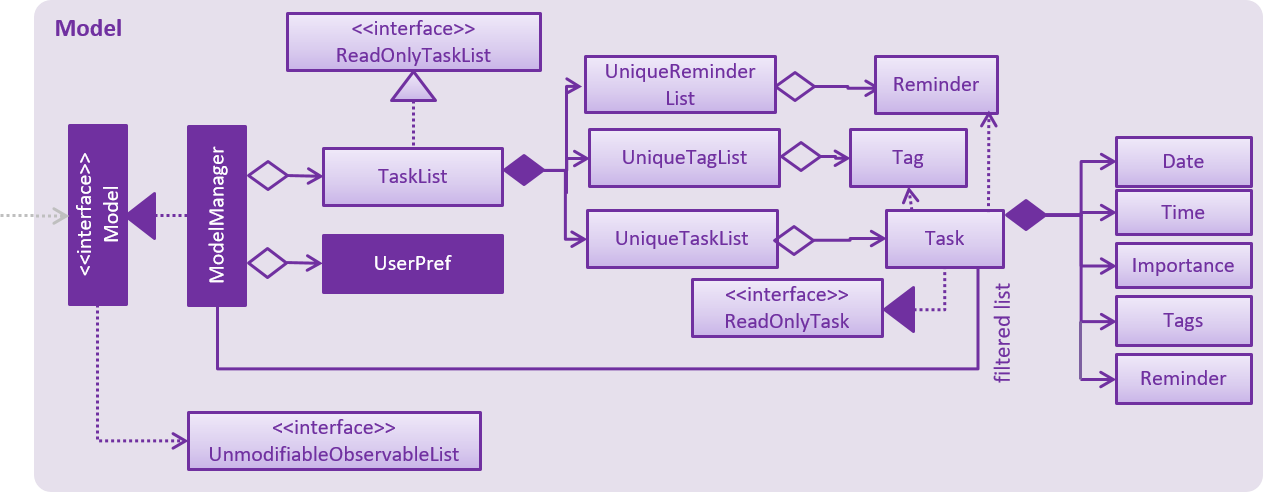 Model
<<interface>>
ReadOnlyTaskList
UniqueReminder
List
Reminder
<<interface>>
Model
ModelManager
TaskList
UniqueTagList
Tag
Date
Time
UserPref
UniqueTaskList
Task
Importance
<<interface>>
ReadOnlyTask
filtered list
Tags
Reminder
<<interface>>
UnmodifiableObservableList